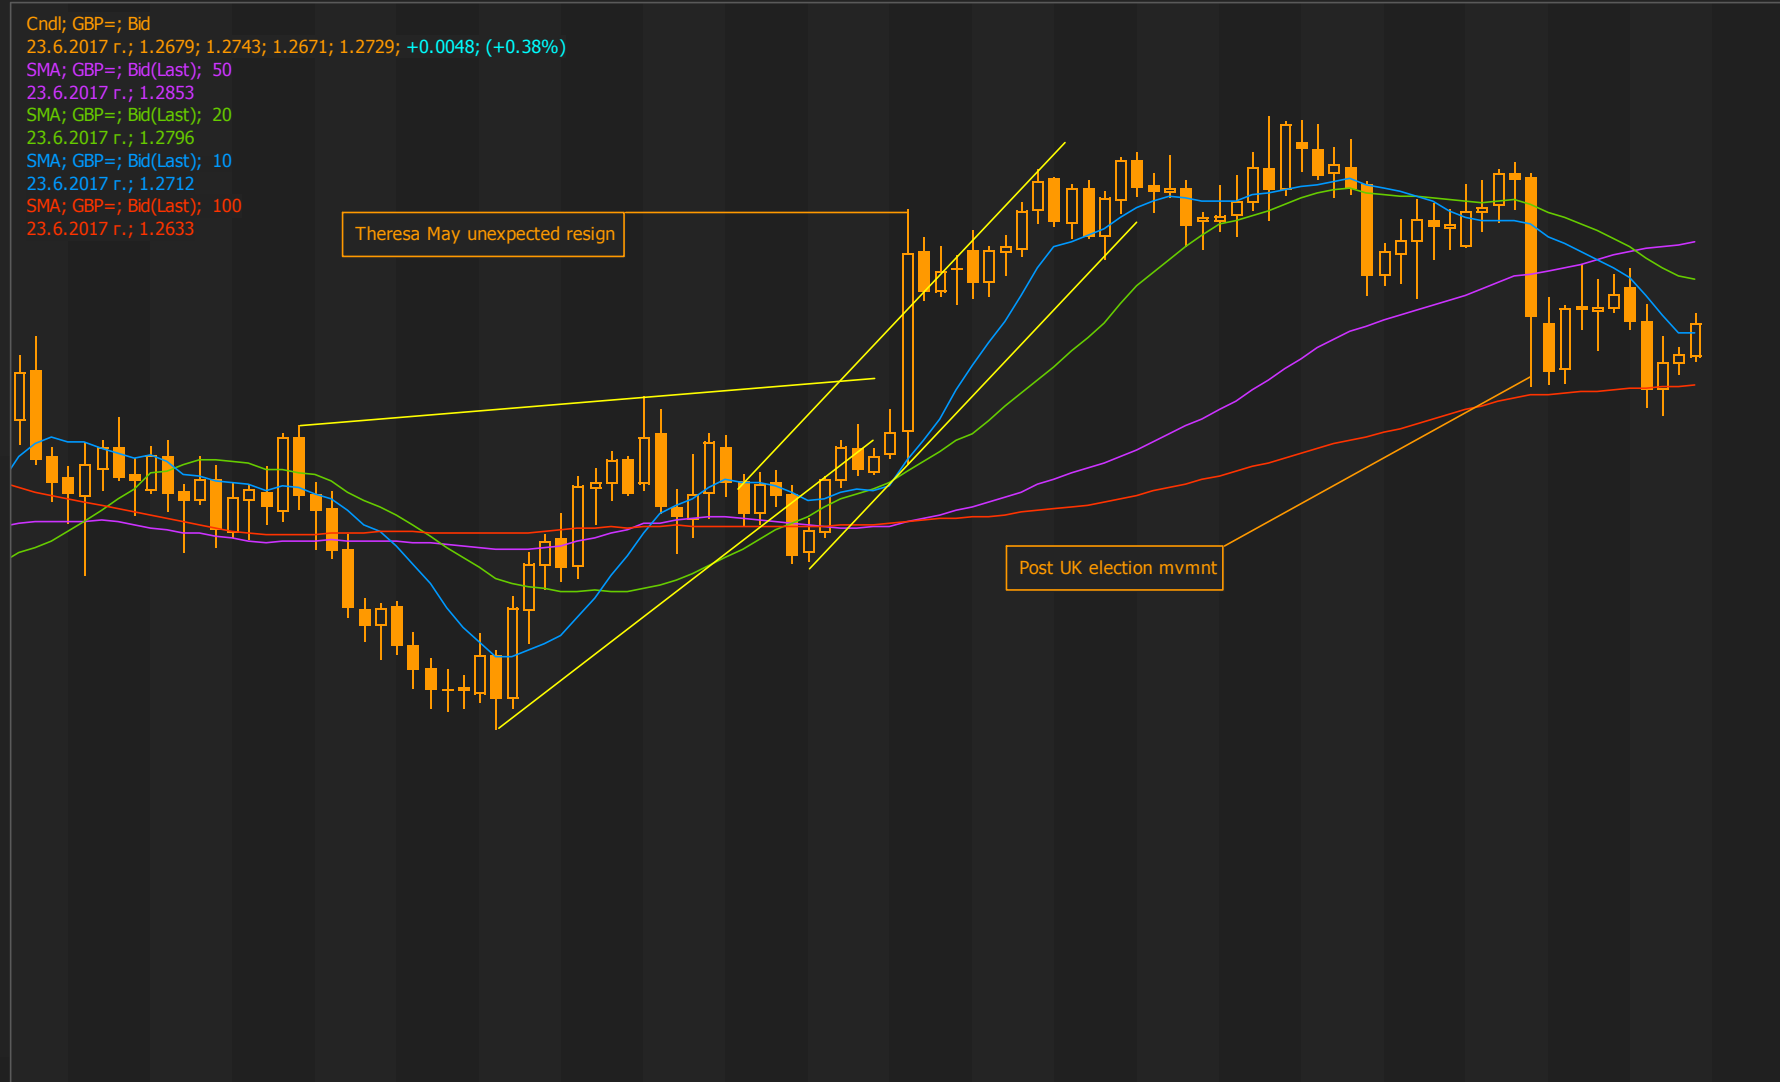 Cndl; GBP=; Bid
23.6.2017 г.; 1.2679; 1.2743; 1.2671; 1.2729; +0.0048; (+0.38%)
SMA; GBP=; Bid(Last); 50
23.6.2017 г.; 1.2853
SMA; GBP=; Bid(Last); 20
23.6.2017 г.; 1.2796
SMA; GBP=; Bid(Last); 10
23.6.2017 г.; 1.2712
SMA; GBP=; Bid(Last); 100
23.6.2017 г.; 1.2633
Theresa May unexpected resign
Post UK election mvmnt